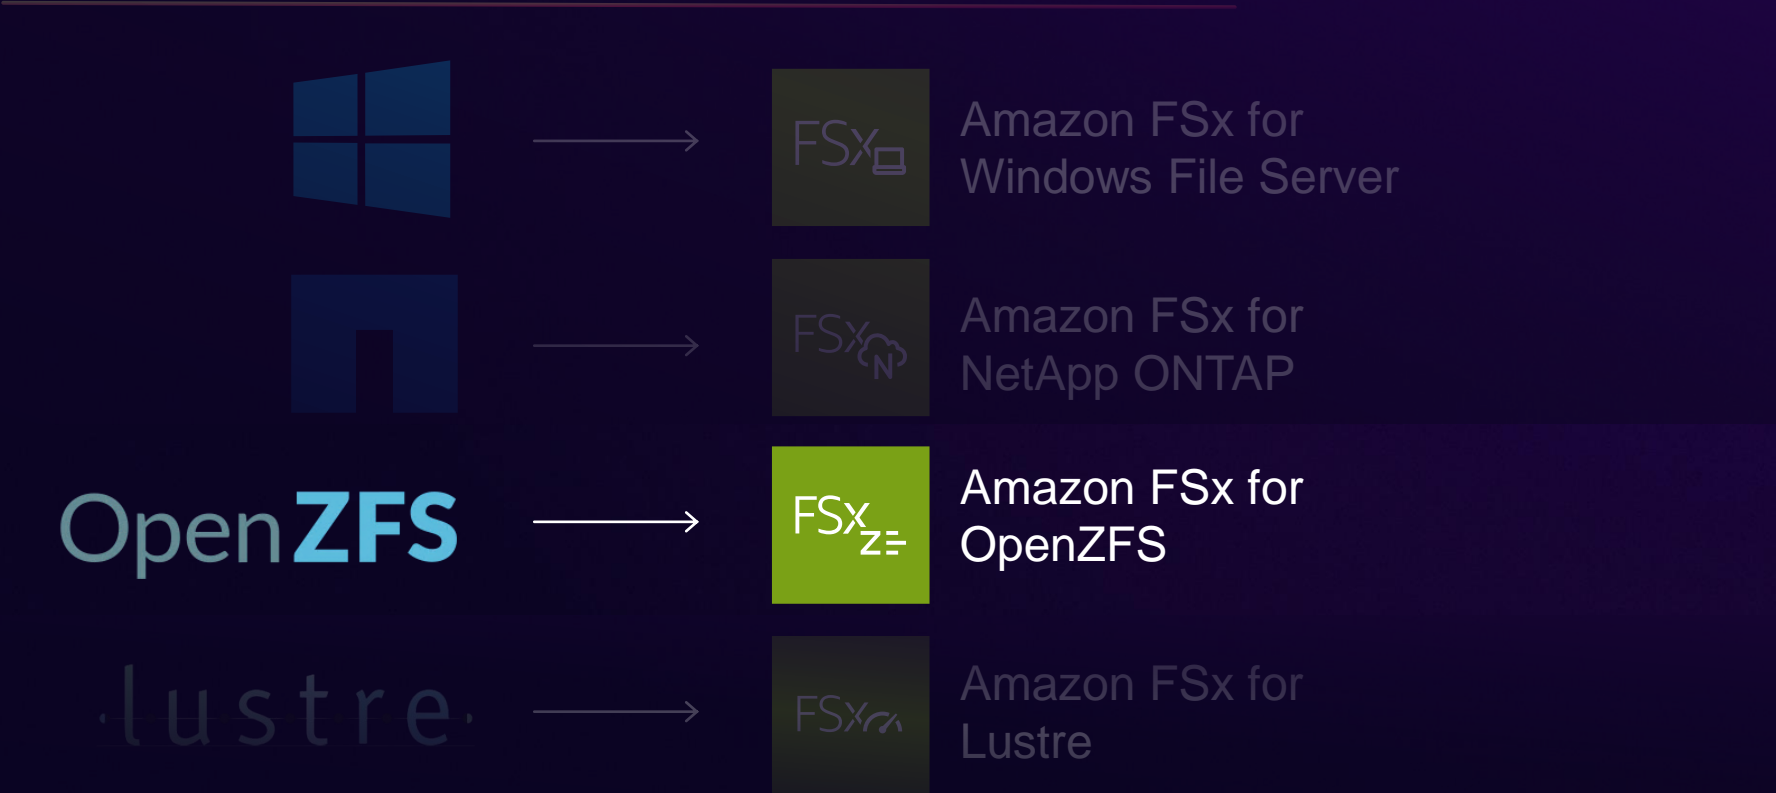 FSx
Amazon FSx for
Windows File Server
FSx
N
Amazon FSx for
NetApp ONTAP
OpenZFS
FSx
Z
Amazon FSx for
OpenZFS
lustre
FSx
Amazon FSx for
Lustre